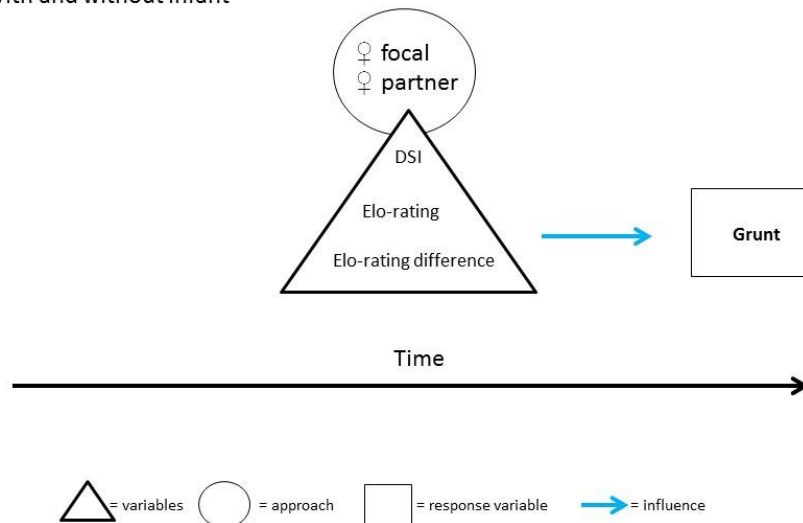 with and without infant
♀ focal
♀ partner
DSI
Elo-rating
Elo-rating difference
Grunt
Time
= variables = approach = response variable = influence